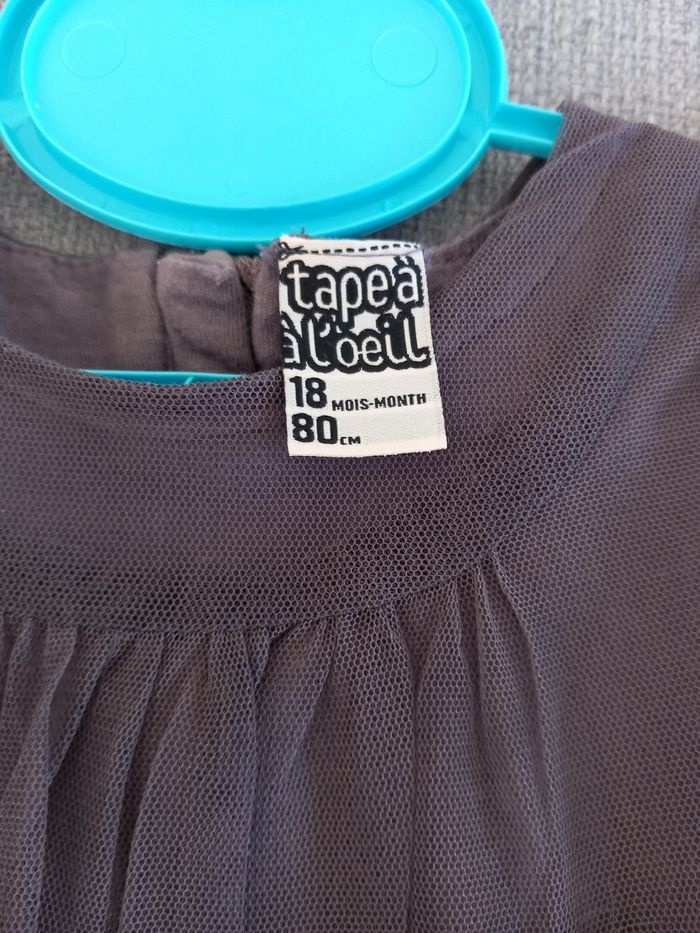 tapeà
à l'oeil
18 MOIS-MONTH
80 CM